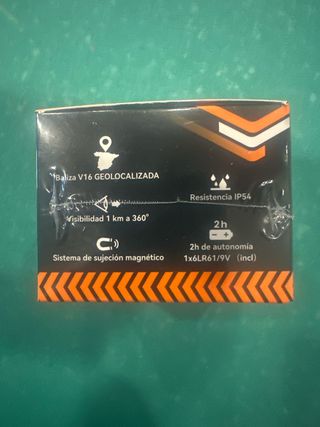 Baliza V16 GEOLOCALIZADA
Resistencia IP54
Visibilidad 1 km a 360°
2h
Sistema de sujeción magnético
2h de autonomía
1x6LR61/9V (incl)